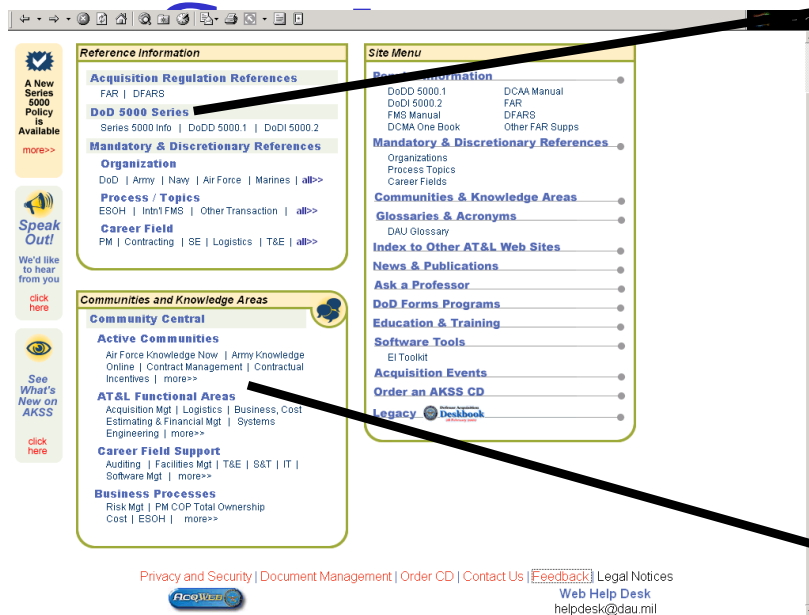 A New
Series
5000
Policy
is
Available
more>>
Speak
Out!
We'd like
to hear
from you
click
here
See
What's
New on
AKSS
click
here
Reference Information
Acquisition Regulation References
FAR | DFARS
DoD 5000 Series
Series 5000 Info | DoDD 5000.1 | DoDI 5000.2
Mandatory & Discretionary References
Organization
DoD | Army | Navy | Air Force | Marines | all>>
Process / Topics
ESOH | Intn'l FMS | Other Transaction | all>>
Career Field
PM | Contracting | SE | Logistics | T&E | all>>
Communities and Knowledge Areas
Community Central
Active Communities
Air Force Knowledge Now | Army Knowledge
Online | Contract Management | Contractual
Incentives | more>>
AT&L Functional Areas
Acquisition Mgt | Logistics | Business, Cost
Estimating & Financial Mgt | Systems
Engineering | more>>
Career Field Support
Auditing | Facilities Mgt | T&E | S&T | IT |
Software Mgt | more>>
Business Processes
Risk Mgt | PM COP Total Ownership
Cost | ESOH | more>>
Site Menu
Information
DoDD 5000.1 DCAA Manual
DoDI 5000.2 FAR
FMS Manual DFARS
DCMA One Book Other FAR Supps
Mandatory & Discretionary References
Organizations
Process Topics
Career Fields
Communities & Knowledge Areas
Glossaries & Acronyms
DAU Glossary
Index to Other AT&L Web Sites
News & Publications
Ask a Professor
DoD Forms Programs
Education & Training
Software Tools
EI Toolkit
Acquisition Events
Order an AKSS CD
Legacy Deskbook
Privacy and Security | Document Management | Order CD | Contact Us | Feedback | Legal Notices
AcqWeb
Web Help Desk
helpdesk@dau.mil